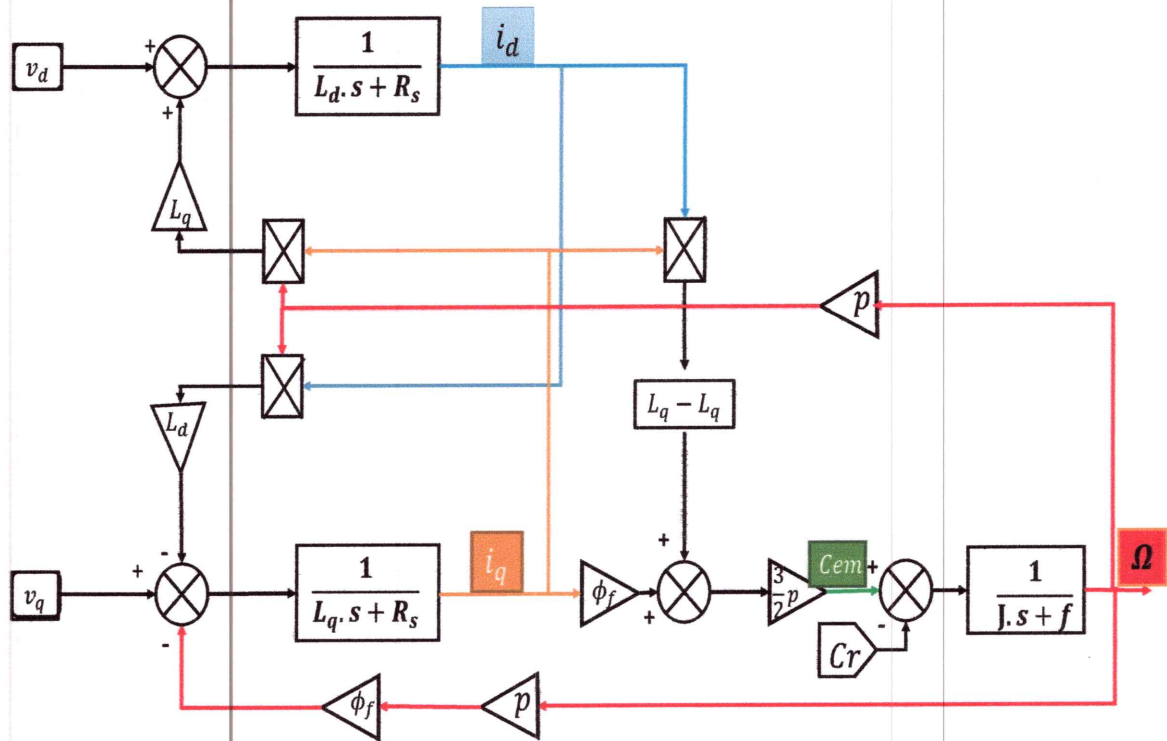 v_d
+
+
1
L_d. s + R_s
i_d
L_q
p
L_d
L_q − L_q
-
+
-
v_q
1
L_q. s + R_s
i_q
ϕ_f
+
+
3
2
p
Cem
+
-
Cr
1
J. s + f
Ω
ϕ_f
p